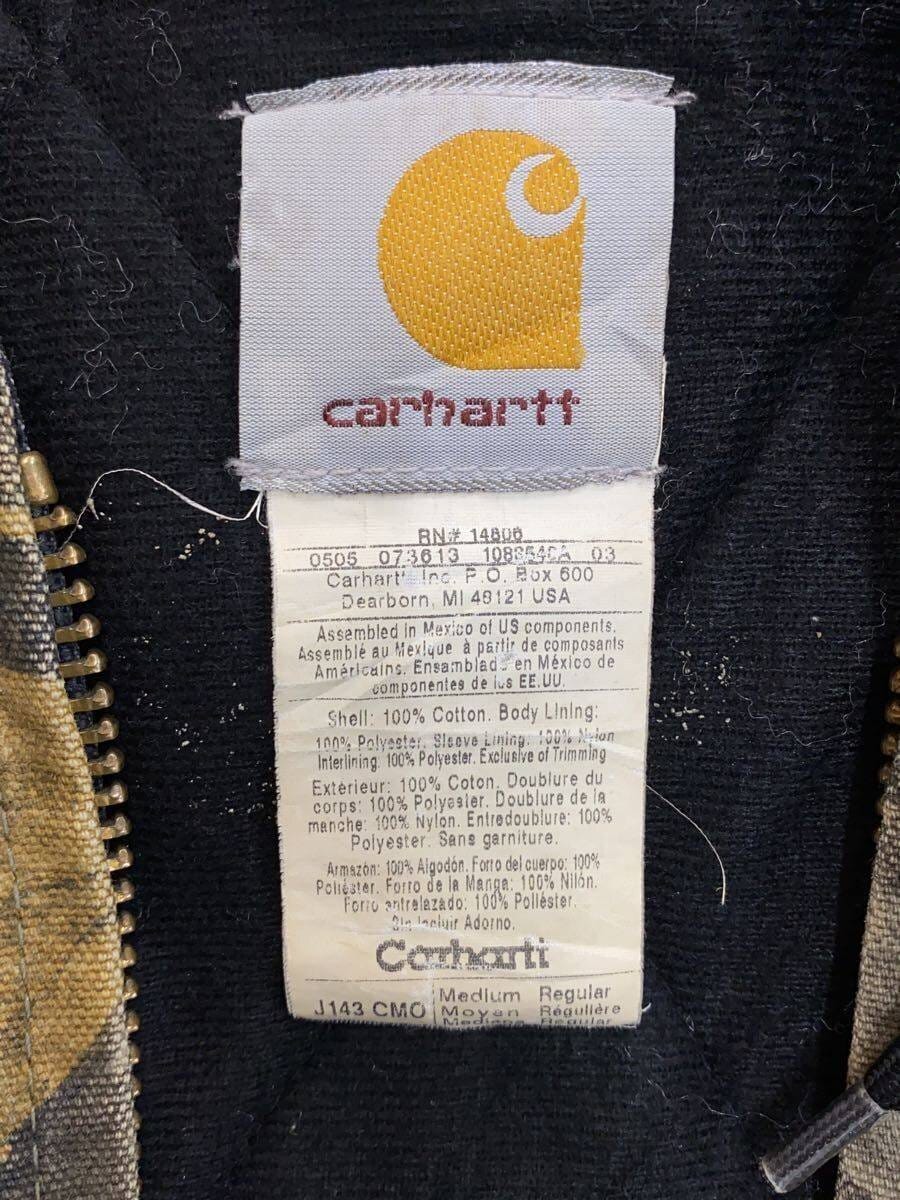 carhartt
RN# 14806
0505 073613 03
Carhartt Inc. P.O. Box 600
Dearborn, MI 48121 USA
Assembled in Mexico of US components.
Assemblé au Mexique à partir de composants
Américains. Ensamblado en México de
componentes de los EE.UU.
Shell: 100% Cotton. Body Lining:
100% Polyester. Sleeve Lining: 100% Nylon
Interlining: 100% Polyester. Exclusive of Trimming
Extérieur: 100% Coton. Doublure du
corps: 100% Polyester. Doublure de la
manche: 100% Nylon. Entredoublure: 100%
Polyester. Sans garniture.
Armazón: 100% Algodón. Forro del cuerpo: 100%
Poliéster. Forro de la Manga: 100% Nilón.
Forro entrelazado: 100% Poliéster.
Sin Incluir Adorno.
Carhartt
J143 CMO Medium Regular
Moyen Régulière
Mediano Regular